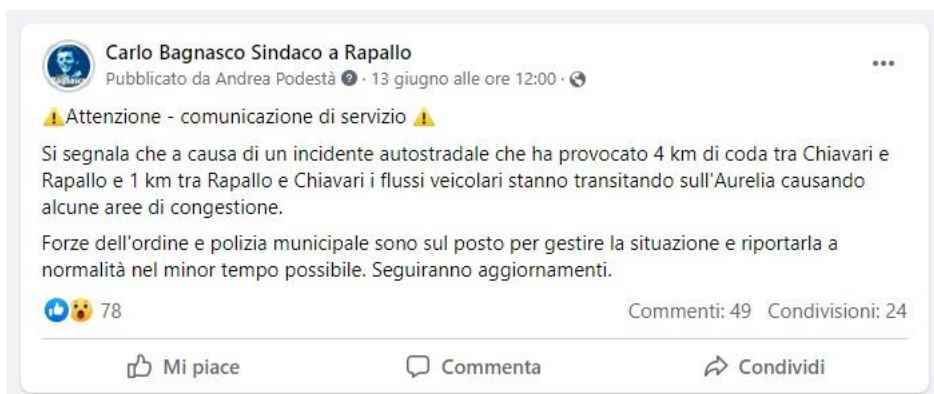 Carlo Bagnasco Sindaco a Rapallo
Pubblicato da Andrea Podestà · 13 giugno alle ore 12:00 ·
⚠️Attenzione - comunicazione di servizio ⚠️
Si segnala che a causa di un incidente autostradale che ha provocato 4 km di coda tra Chiavari e
Rapallo e 1 km tra Rapallo e Chiavari i flussi veicolari stanno transitando sull'Aurelia causando
alcune aree di congestione.
Forze dell'ordine e polizia municipale sono sul posto per gestire la situazione e riportarla a
normalità nel minor tempo possibile. Seguiranno aggiornamenti.
78 Commenti: 49 Condivisioni: 24
Mi piace Commenta Condividi